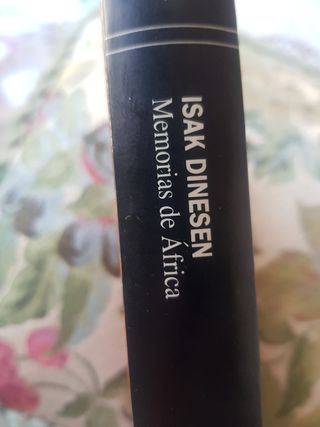 ISAK DINESEN
Memorias de África